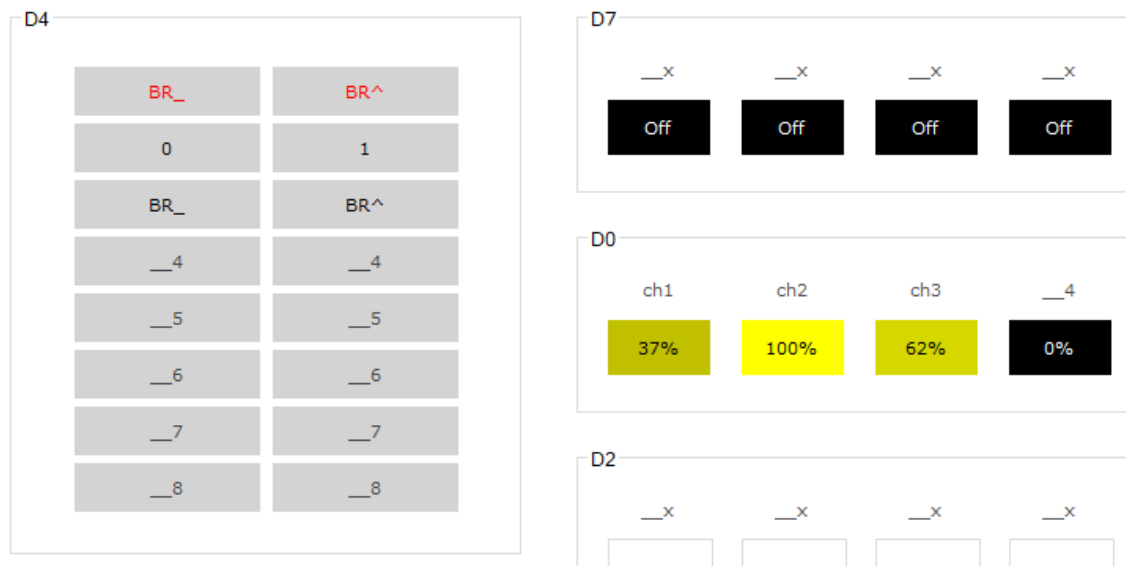 D4
BR_ BR^
0 1
BR_ BR^
__4 __4
__5 __5
__6 __6
__7 __7
__8 __8
D7
__x __x __x __x
Off Off Off Off
D0
ch1 ch2 ch3 __4
37% 100% 62% 0%
D2
__x __x __x __x